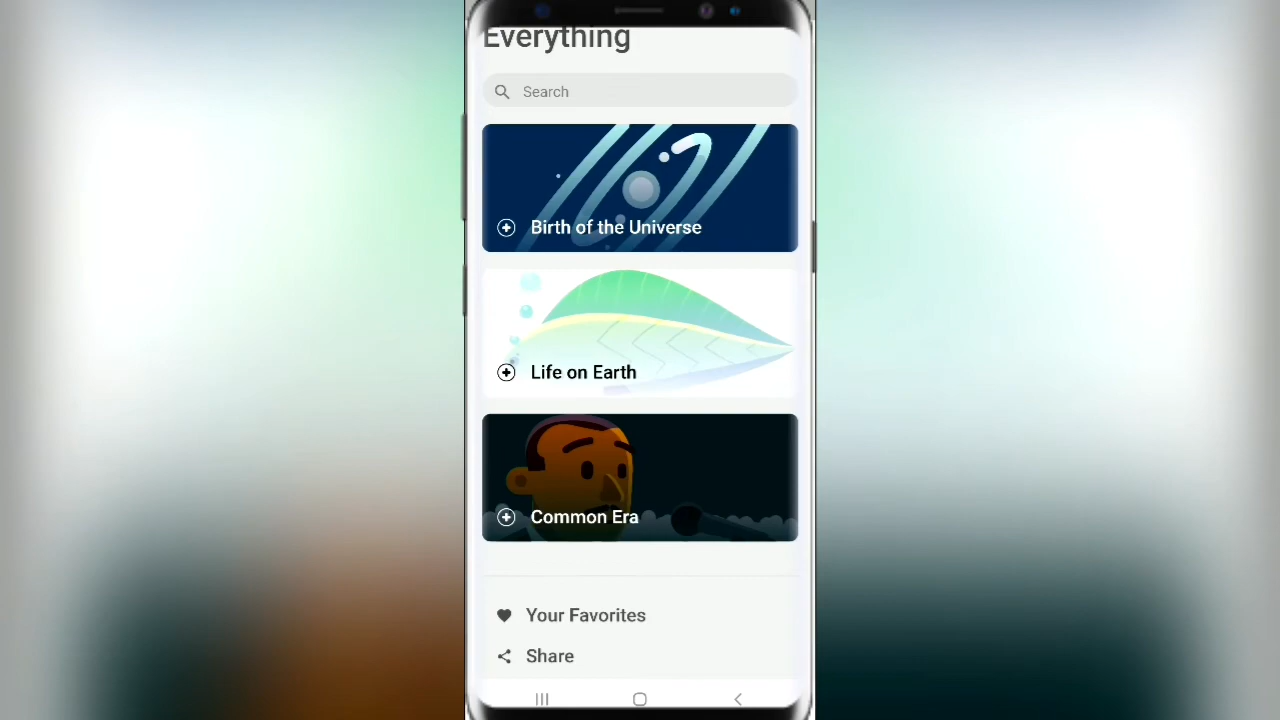 Everything
Search
Birth of the Universe
Life on Earth
Common Era
Your Favorites
Share